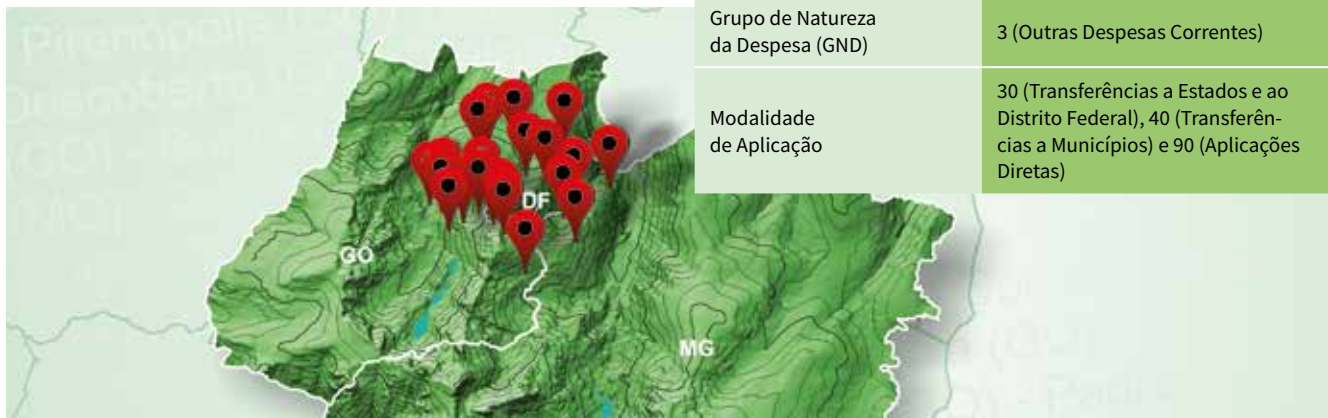 Grupo de Natureza
da Despesa (GND)
3 (Outras Despesas Correntes)
Modalidade
de Aplicação
30 (Transferências a Estados e ao
Distrito Federal), 40 (Transferên-
cias a Municípios) e 90 (Aplicações
Diretas)
Pirenópolis
DF
GO
MG